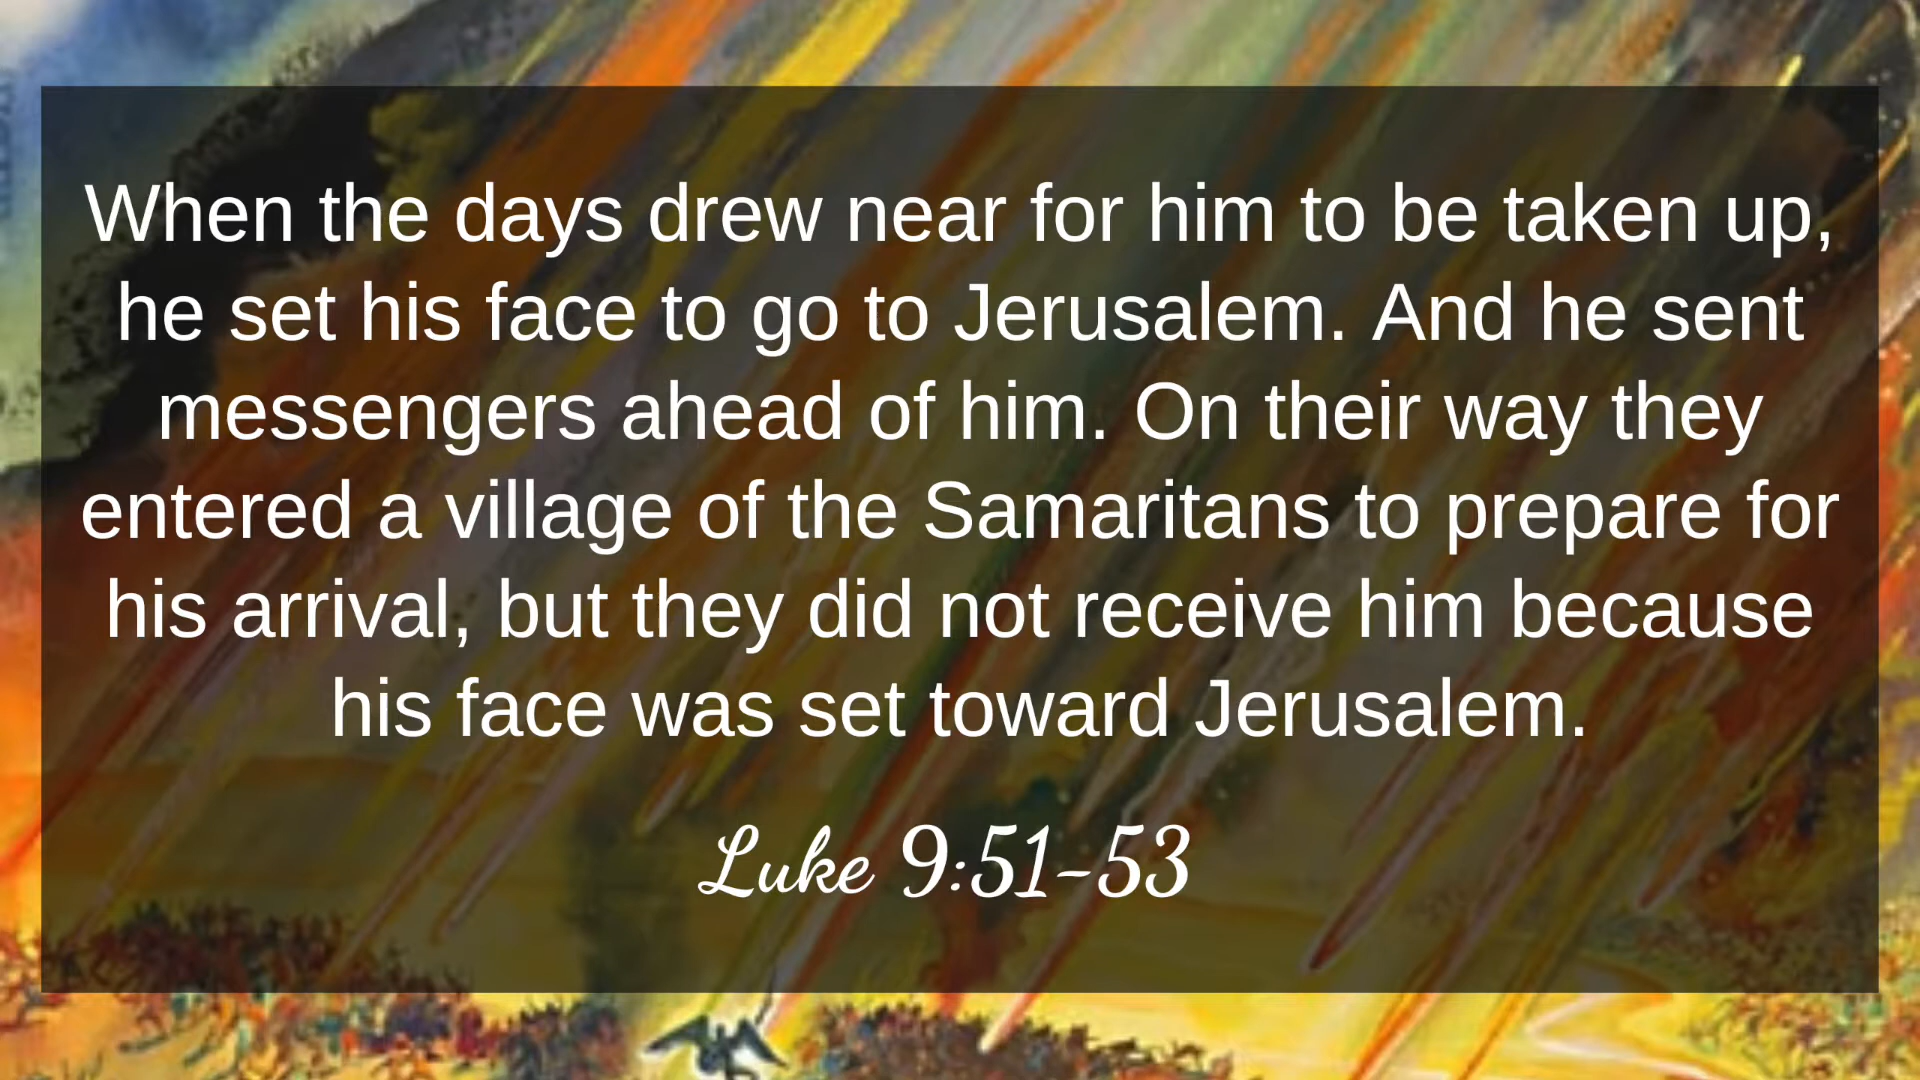 When the days drew near for him to be taken up,
he set his face to go to Jerusalem. And he sent
messengers ahead of him. On their way they
entered a village of the Samaritans to prepare for
his arrival, but they did not receive him because
his face was set toward Jerusalem.
Luke 9:51-53